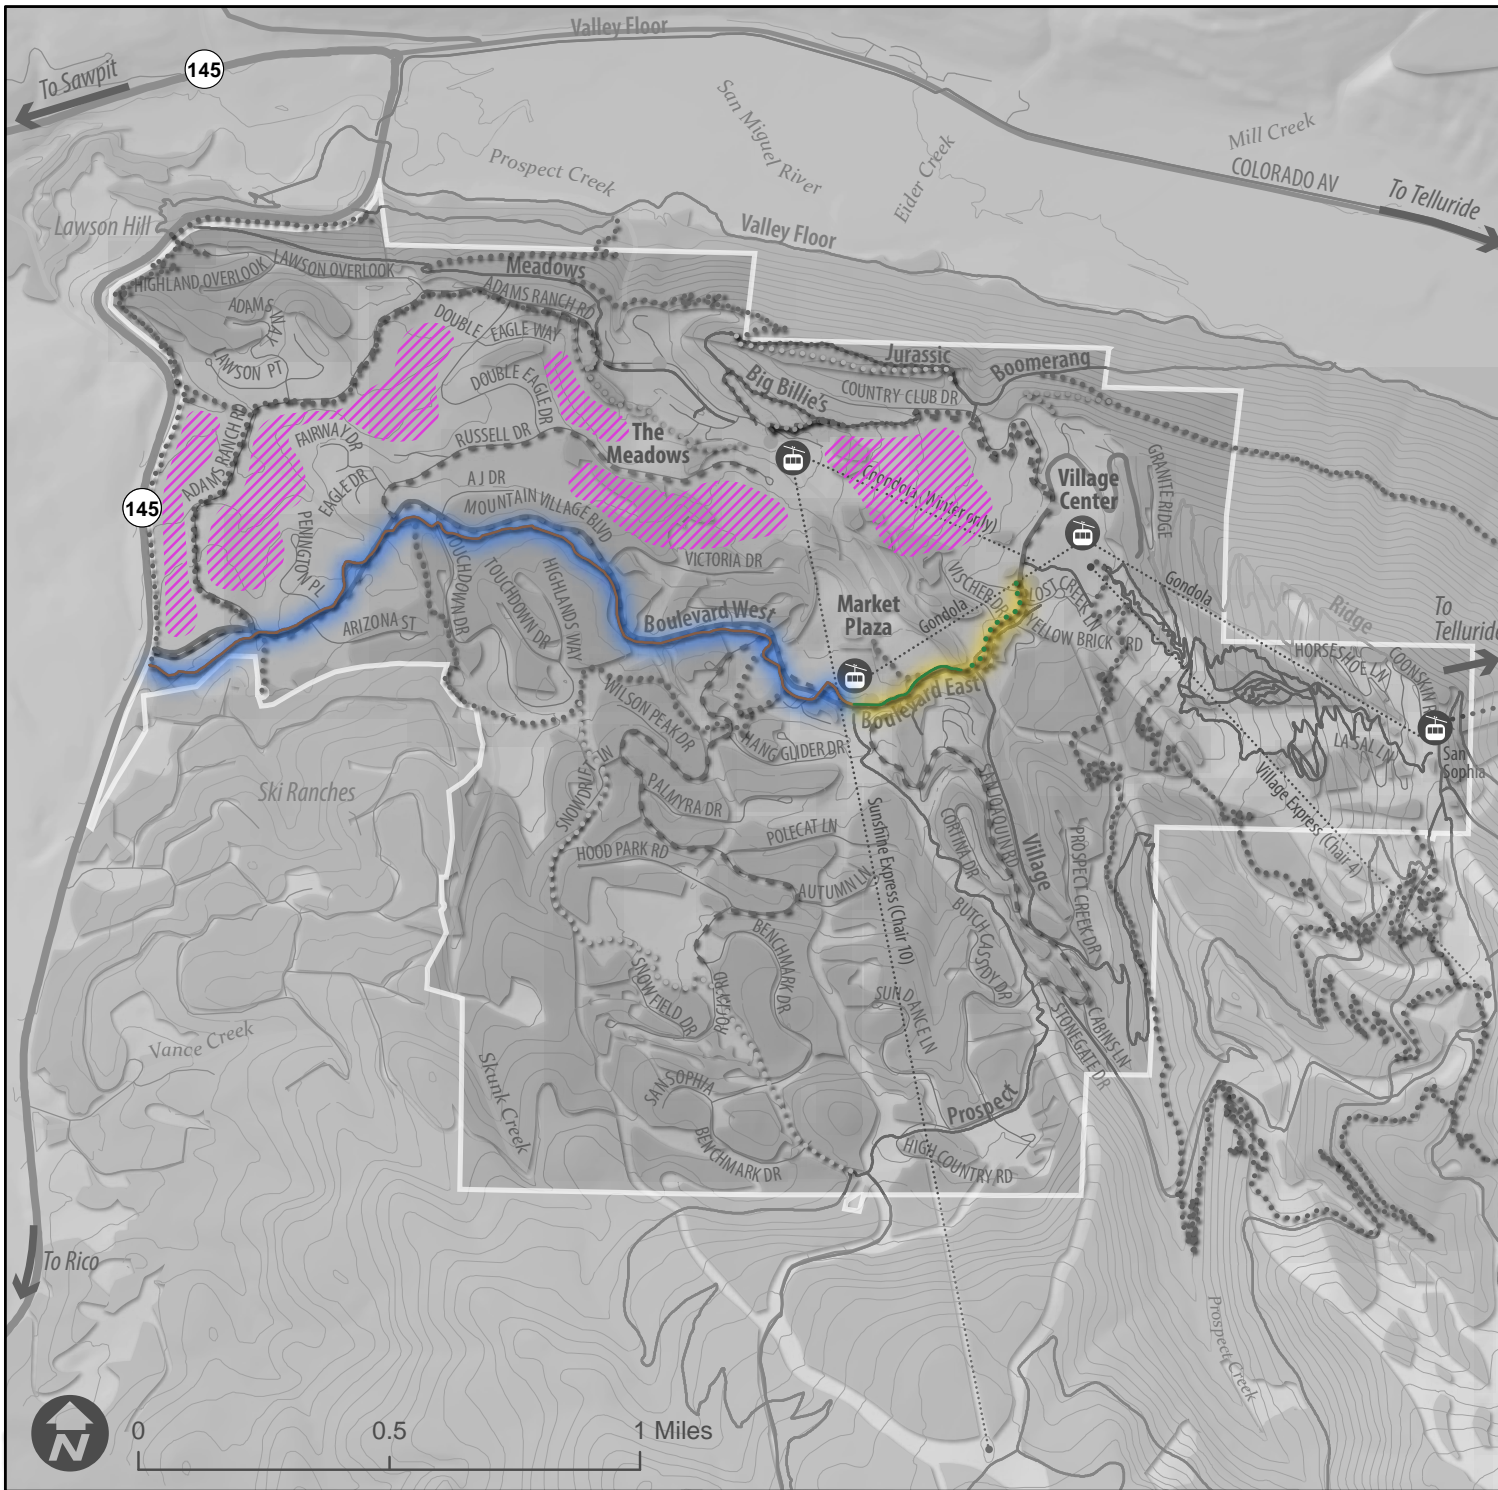 Valley Floor
To Sawpit
145
San Miguel River
Mill Creek
Prospect Creek
Eider Creek
COLORADO AV
To Telluride
Lawson Hill
Valley Floor
HIGHLAND OVERLOOK
LAWSON OVERLOOK
Meadows
ADAMS RANCH RD
ADAMS WAY
DOUBLE EAGLE WAY
LAWSON PT
DOUBLE EAGLE DR
Jurassic
Boomerang
Big Billie's
COUNTRY CLUB DR
ADAMS RANCH RD
FAIRWAY DR
RUSSELL DR
The
Meadows
EAGLE DR
A J DR
MOUNTAIN VILLAGE BLVD
Village
Center
GRANITE RIDGE
145
PENINGTON PL
(Winter only)
VICTORIA DR
TOUCHDOWN DR
TOUCHDOWN DR
HIGHLANDS WAY
ARIZONA ST
Boulevard West
Market
Plaza
Gondola
VISCHER DR
LOST CREEK LN
YELLOW BRICK RD
Gondola
Ridge
To
Telluride
HORSESHOE LN
COONSKIN R
Boulevard East
WILSON PEAK DR
HANG GLIDER DR
LA SAL LN
San
Sophia
Village Express (Chair 4)
Ski Ranches
SNOWDRIFT LN
PALMYRA DR
POLECAT LN
HOOD PARK RD
AUTUMN LN
Sunshine Express (Chair 10)
CORTINA DR
SAN JOAQUIN RD
Village
PROSPECT CREEK DR
BENCHMARK DR
BUTCH CASSIDY DR
SNOWFIELD DR
SUNDANCE LN
CABINS LN
STONEGATE DR
Vance Creek
Skunk Creek
SAN SOPHIA
Prospect
BENCHMARK DR
HIGH COUNTRY RD
To Rico
Prospect Creek
N
0 0.5 1 Miles